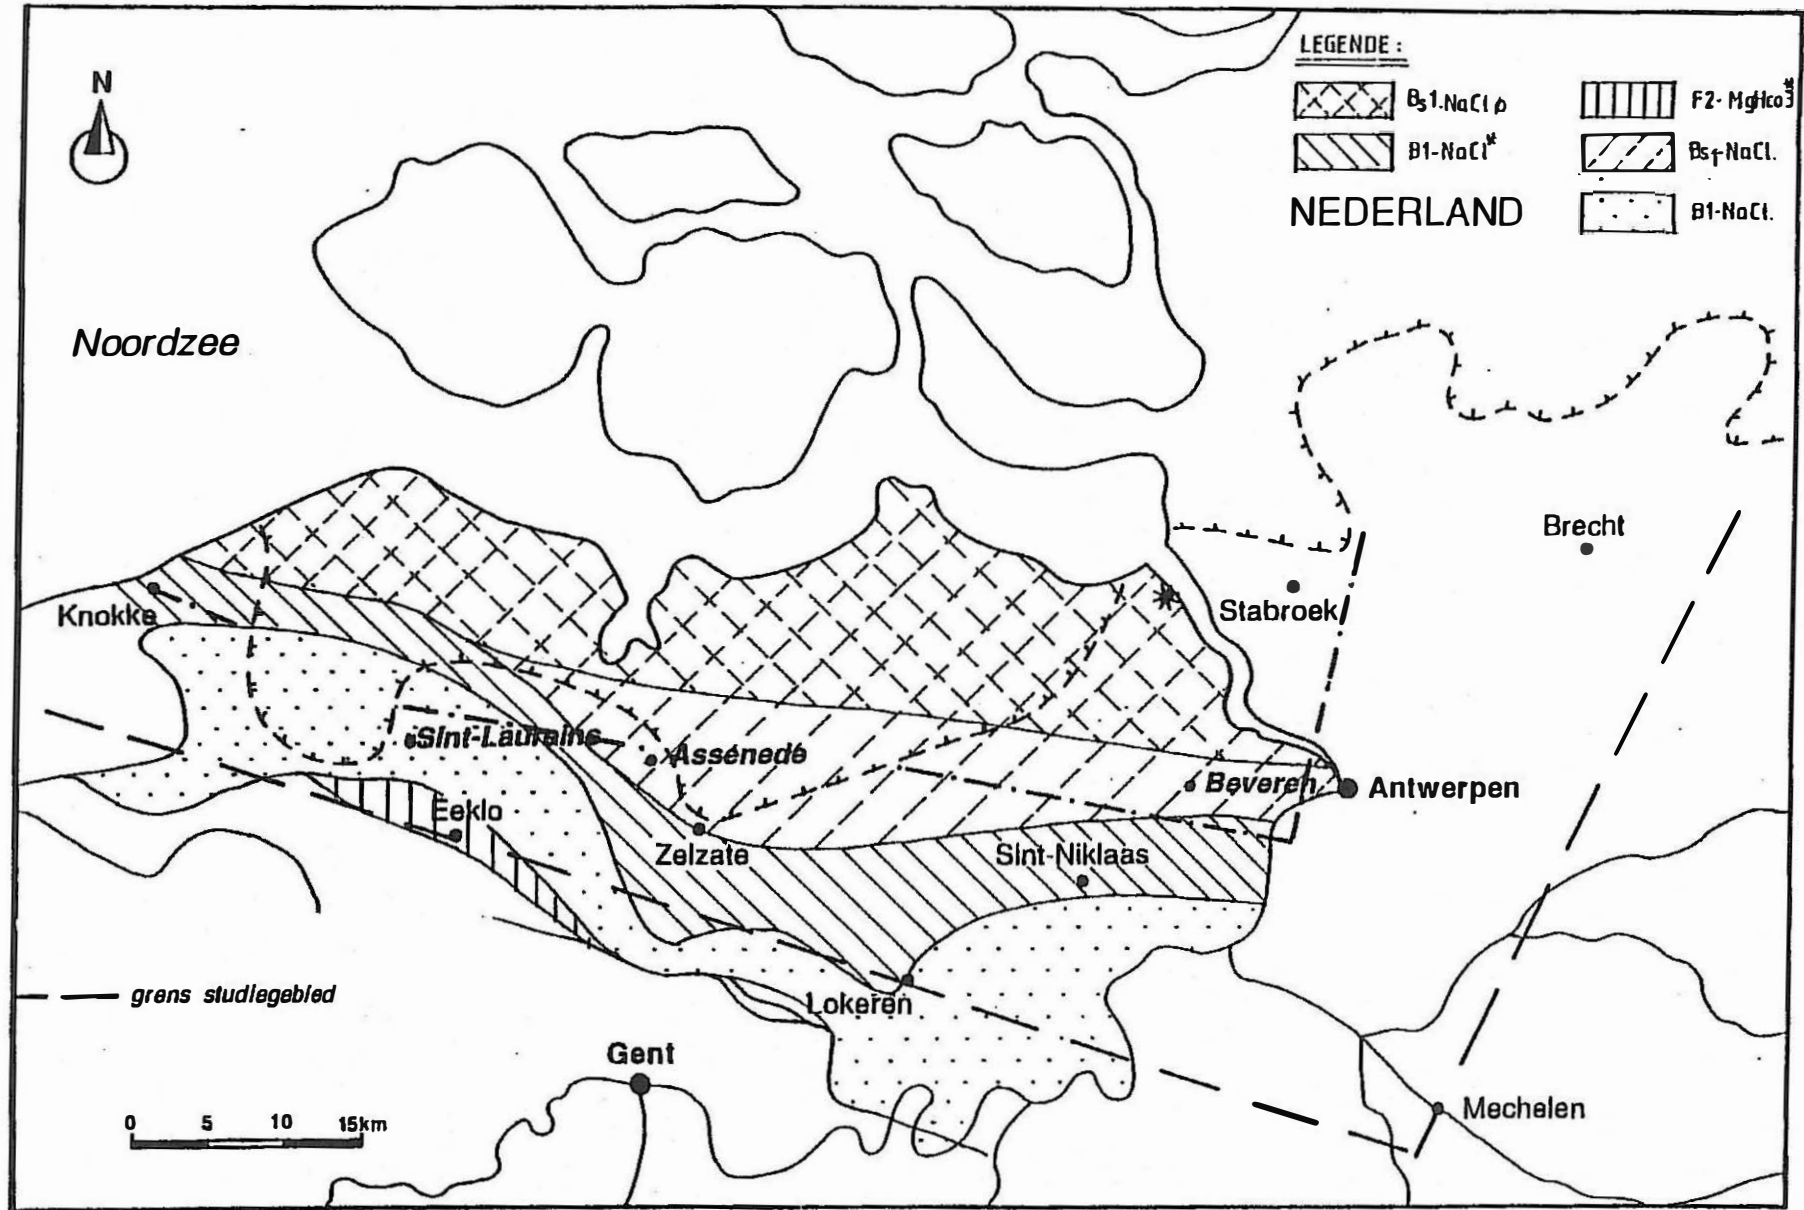 LEGENDE :
N
Bs1-NaClø
F2-MgHco3*
B1-NaCl*
Bs1-NaCl.
NEDERLAND
B1-NaCl.
Noordzee
Brecht
Stabroek
Knokke
Sint-Laureins
Assenede
Beveren
Antwerpen
Eeklo
Zelzate
Sint-Niklaas
grens studiegebied
Lokeren
Gent
Mechelen
0 5 10 15km